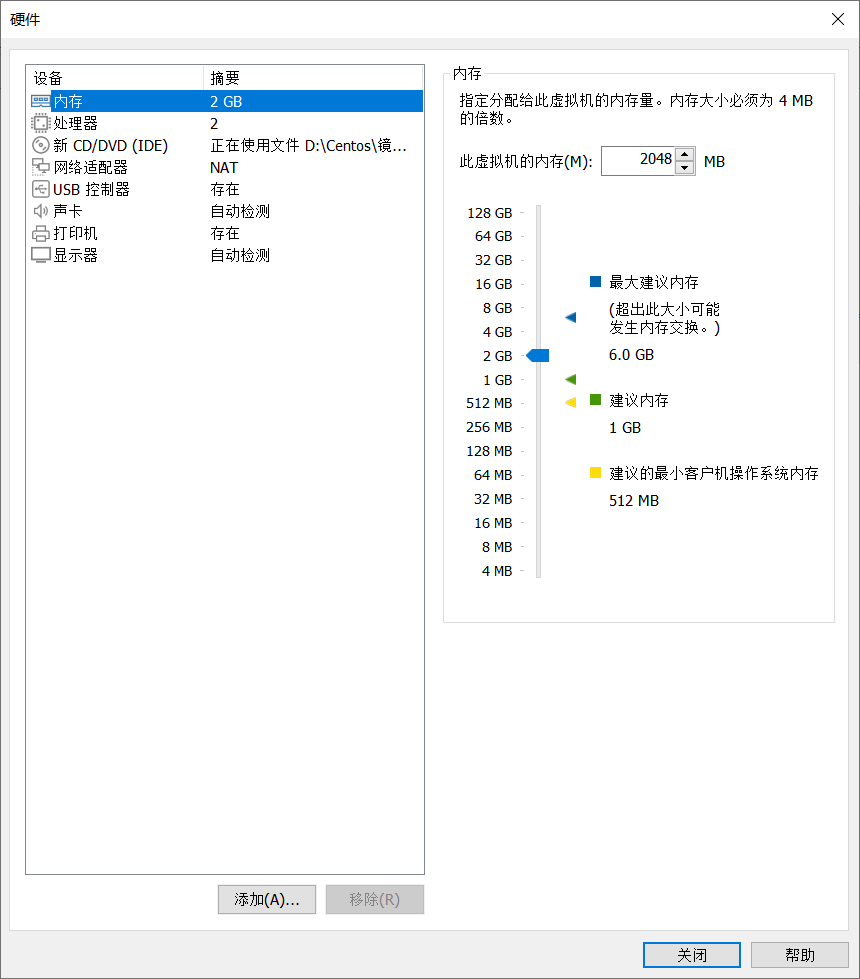 硬件
设备 摘要
内存 2 GB
处理器 2
新 CD/DVD (IDE) 正在使用文件 D:\Centos\镜...
网络适配器 NAT
USB 控制器 存在
声卡 自动检测
打印机 存在
显示器 自动检测
添加(A)... 移除(R)
内存
指定分配给此虚拟机的内存量。内存大小必须为 4 MB
的倍数。
此虚拟机的内存(M): 2048 MB
128 GB
64 GB
32 GB
16 GB
8 GB
4 GB
2 GB
1 GB
512 MB
256 MB
128 MB
64 MB
32 MB
16 MB
8 MB
4 MB
最大建议内存
(超出此大小可能
发生内存交换。)
6.0 GB
建议内存
1 GB
建议的最小客户机操作系统内存
512 MB
关闭 帮助